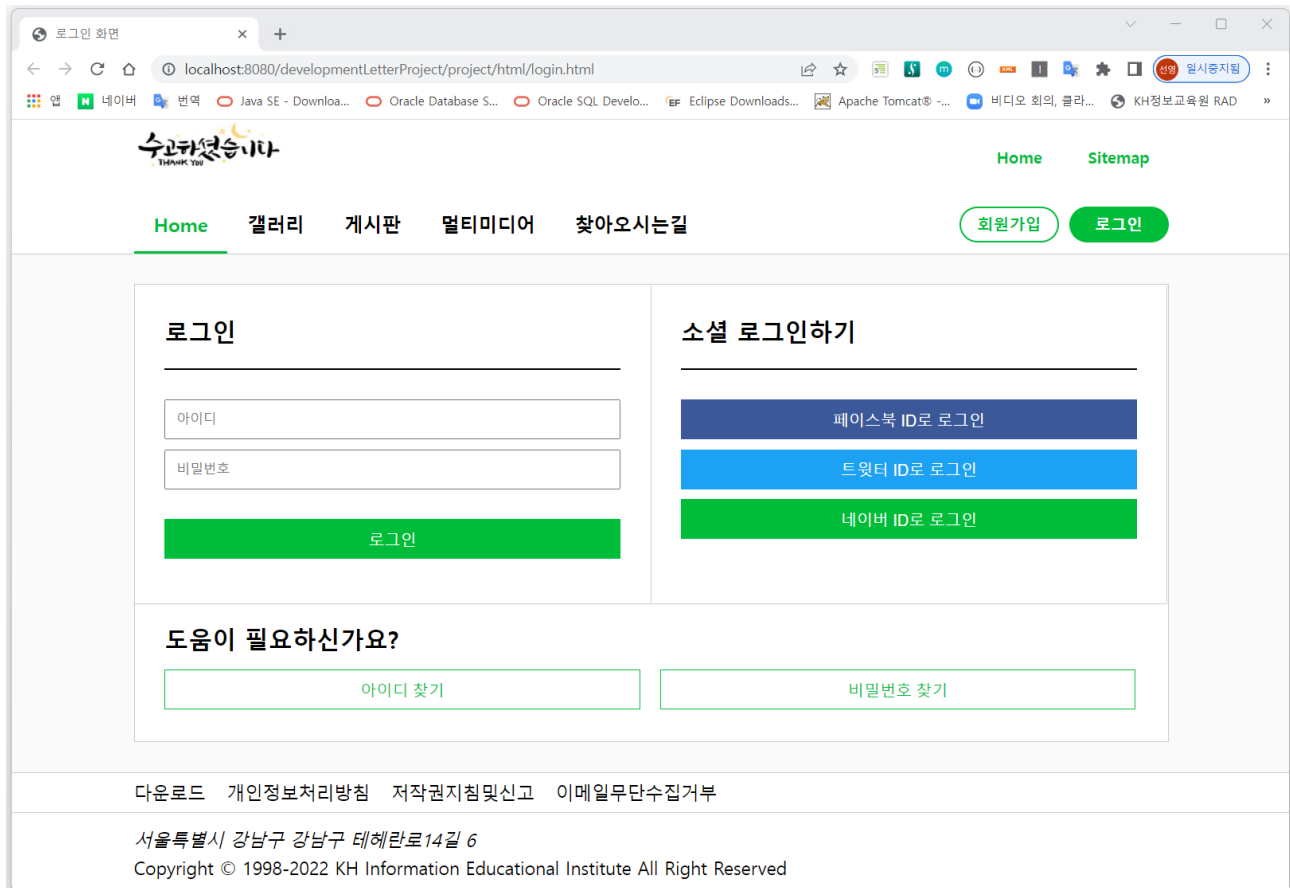 로그인 화면
localhost:8080/developmentLetterProject/project/html/login.html
선영 일시중지됨
앱 네이버 번역 Java SE - Downloa... Oracle Database S... Oracle SQL Develo... Eclipse Downloads... Apache Tomcat® -... 비디오 회의, 클라... KH정보교육원 RAD »
수고하셨습니다
THANK YOU
Home Sitemap
Home 갤러리 게시판 멀티미디어 찾아오시는길 회원가입 로그인
로그인
아이디
비밀번호
로그인
소셜 로그인하기
페이스북 ID로 로그인
트윗터 ID로 로그인
네이버 ID로 로그인
도움이 필요하신가요?
아이디 찾기 비밀번호 찾기
다운로드 개인정보처리방침 저작권지침및신고 이메일무단수집거부
서울특별시 강남구 강남구 테헤란로14길 6
Copyright © 1998-2022 KH Information Educational Institute All Right Reserved